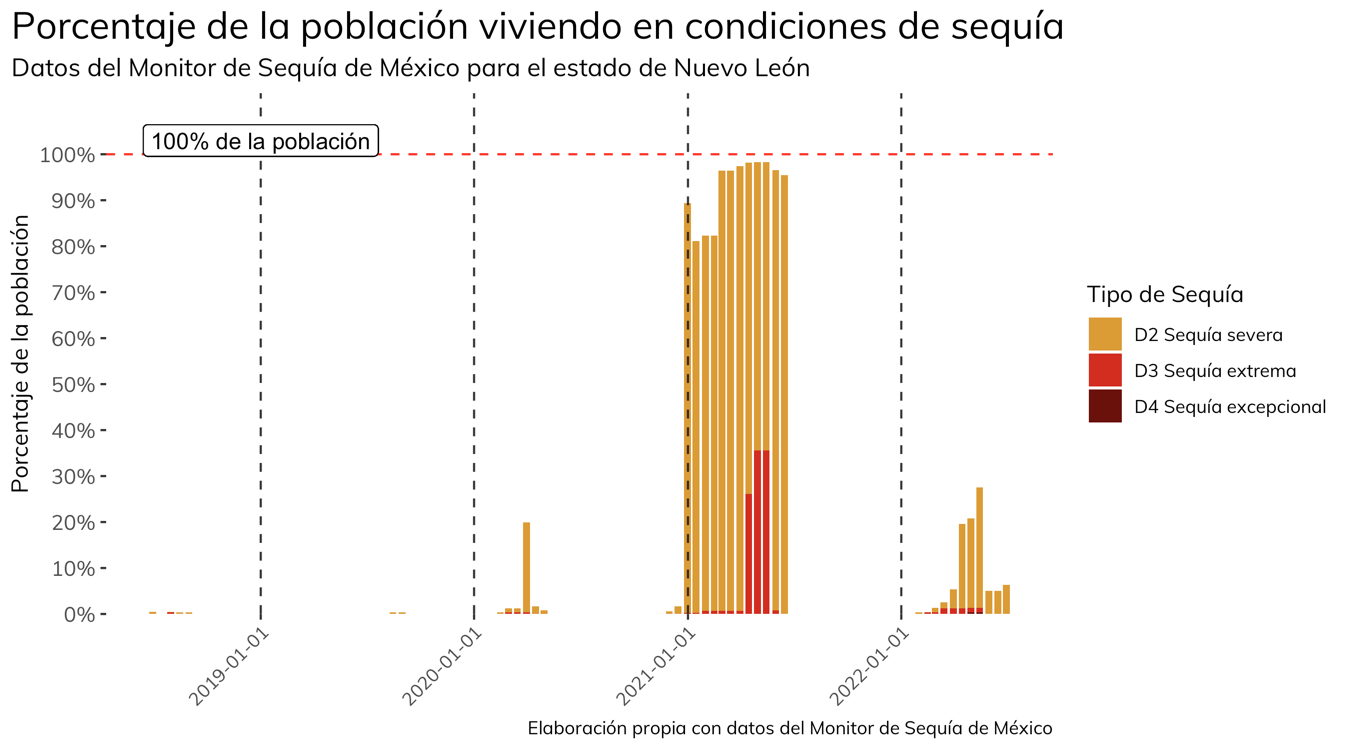 Porcentaje de la población viviendo en condiciones de sequía
Datos del Monitor de Sequía de México para el estado de Nuevo León
100% de la población
Porcentaje de la población
100%
90%
80%
70%
60%
50%
40%
30%
20%
10%
0%
2019-01-01
2020-01-01
2021-01-01
2022-01-01
Tipo de Sequía
D2 Sequía severa
D3 Sequía extrema
D4 Sequía excepcional
Elaboración propia con datos del Monitor de Sequía de México